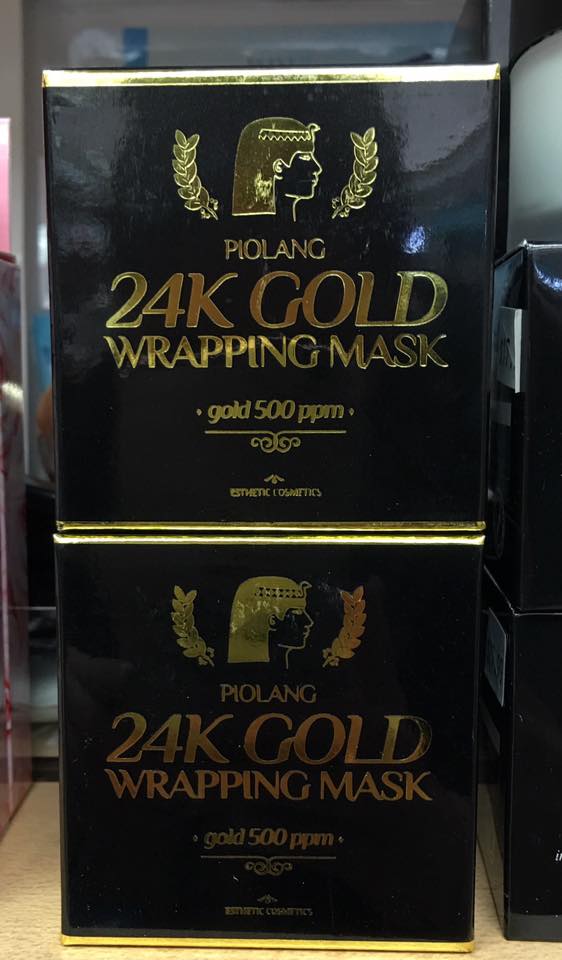 PIOLANG
24K GOLD
WRAPPING MASK
gold 500 ppm
ESTHETIC COSMETICS
PIOLANG
24K GOLD
WRAPPING MASK
gold 500 ppm
ESTHETIC COSMETICS